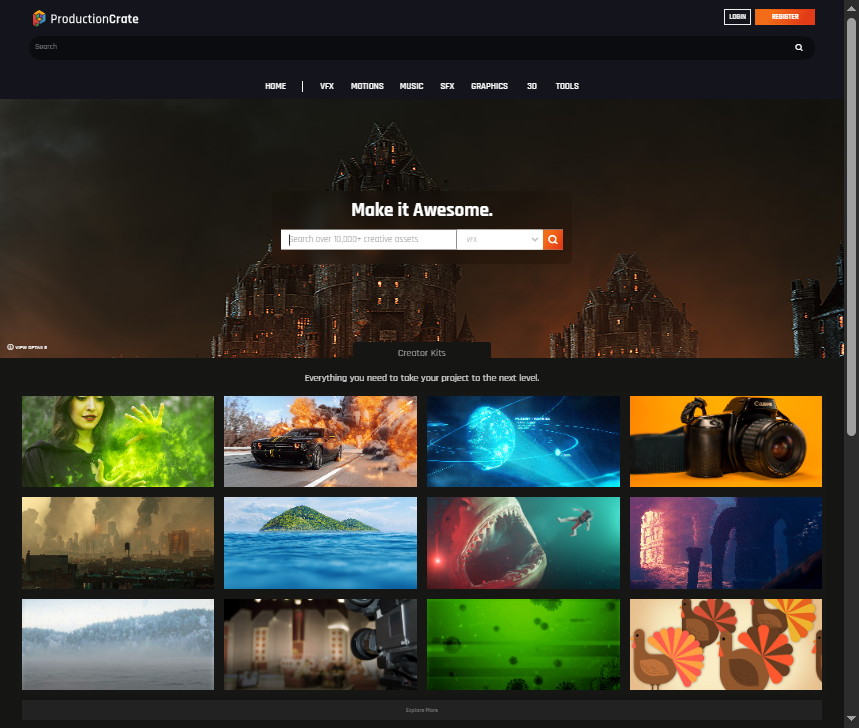 ProductionCrate
LOGIN
REGISTER
Search
HOME
VFX
MOTIONS
MUSIC
SFX
GRAPHICS
3D
TOOLS
Make it Awesome.
Search over 10,000+ creative assets
VFX
Creator Kits
Everything you need to take your project to the next level.
Canon
Explore More